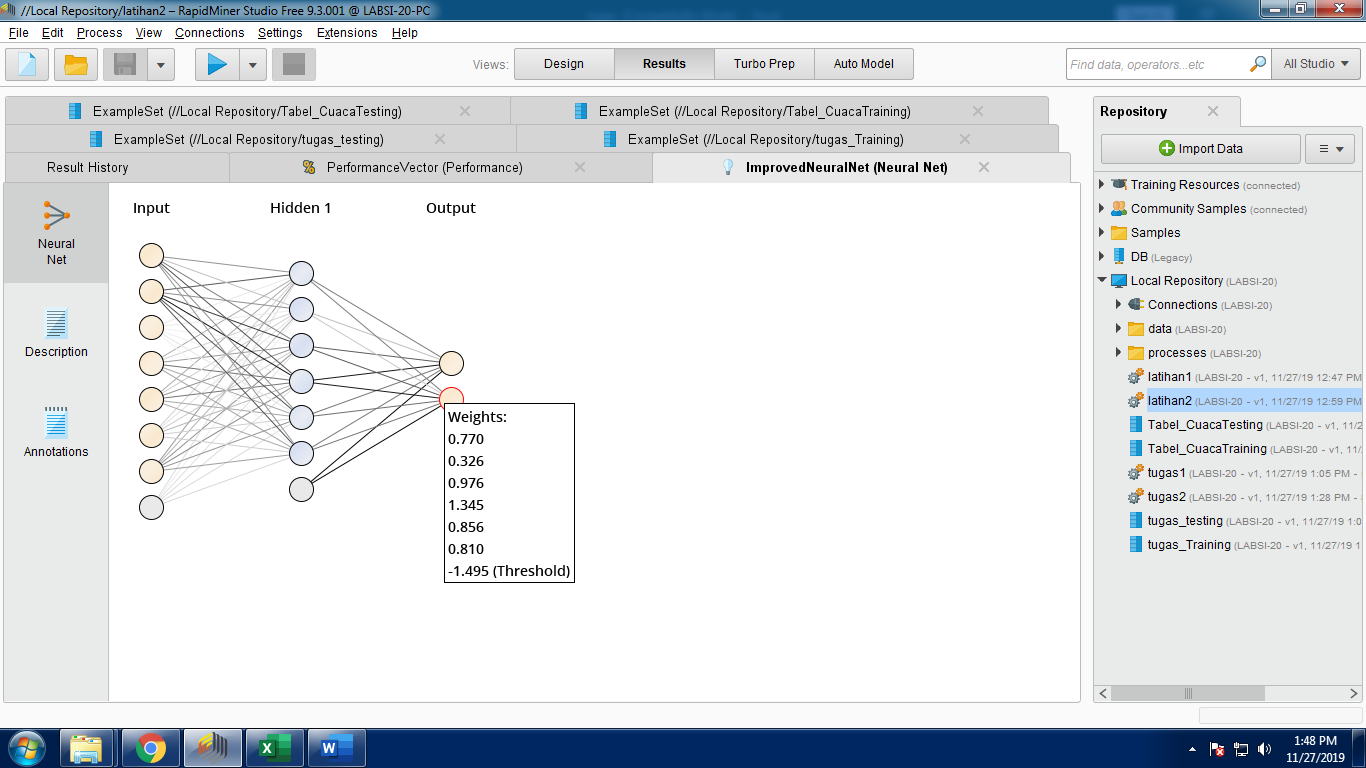 //Local Repository/latihan2 – RapidMiner Studio Free 9.3.001 @ LABSI-20-PC
File Edit Process View Connections Settings Extensions Help
Views: Design Results Turbo Prep Auto Model
Find data, operators...etc
All Studio
ExampleSet (//Local Repository/Tabel_CuacaTesting)
ExampleSet (//Local Repository/Tabel_CuacaTraining)
ExampleSet (//Local Repository/tugas_testing)
ExampleSet (//Local Repository/tugas_Training)
Result History
PerformanceVector (Performance)
ImprovedNeuralNet (Neural Net)
Neural
Net
Description
Annotations
Input Hidden 1 Output
Weights:
0.770
0.326
0.976
1.345
0.856
0.810
-1.495 (Threshold)
Repository
Import Data
Training Resources (connected)
Community Samples (connected)
Samples
DB (Legacy)
Local Repository (LABSI-20)
Connections (LABSI-20)
data (LABSI-20)
processes (LABSI-20)
latihan1 (LABSI-20 - v1, 11/27/19 12:47 PM
latihan2 (LABSI-20 - v1, 11/27/19 12:59 PM
Tabel_CuacaTesting (LABSI-20 - v1, 11/2
Tabel_CuacaTraining (LABSI-20 - v1, 11/
tugas1 (LABSI-20 - v1, 11/27/19 1:05 PM -
tugas2 (LABSI-20 - v1, 11/27/19 1:28 PM -
tugas_testing (LABSI-20 - v1, 11/27/19 1:0
tugas_Training (LABSI-20 - v1, 11/27/19 1
1:48 PM
11/27/2019